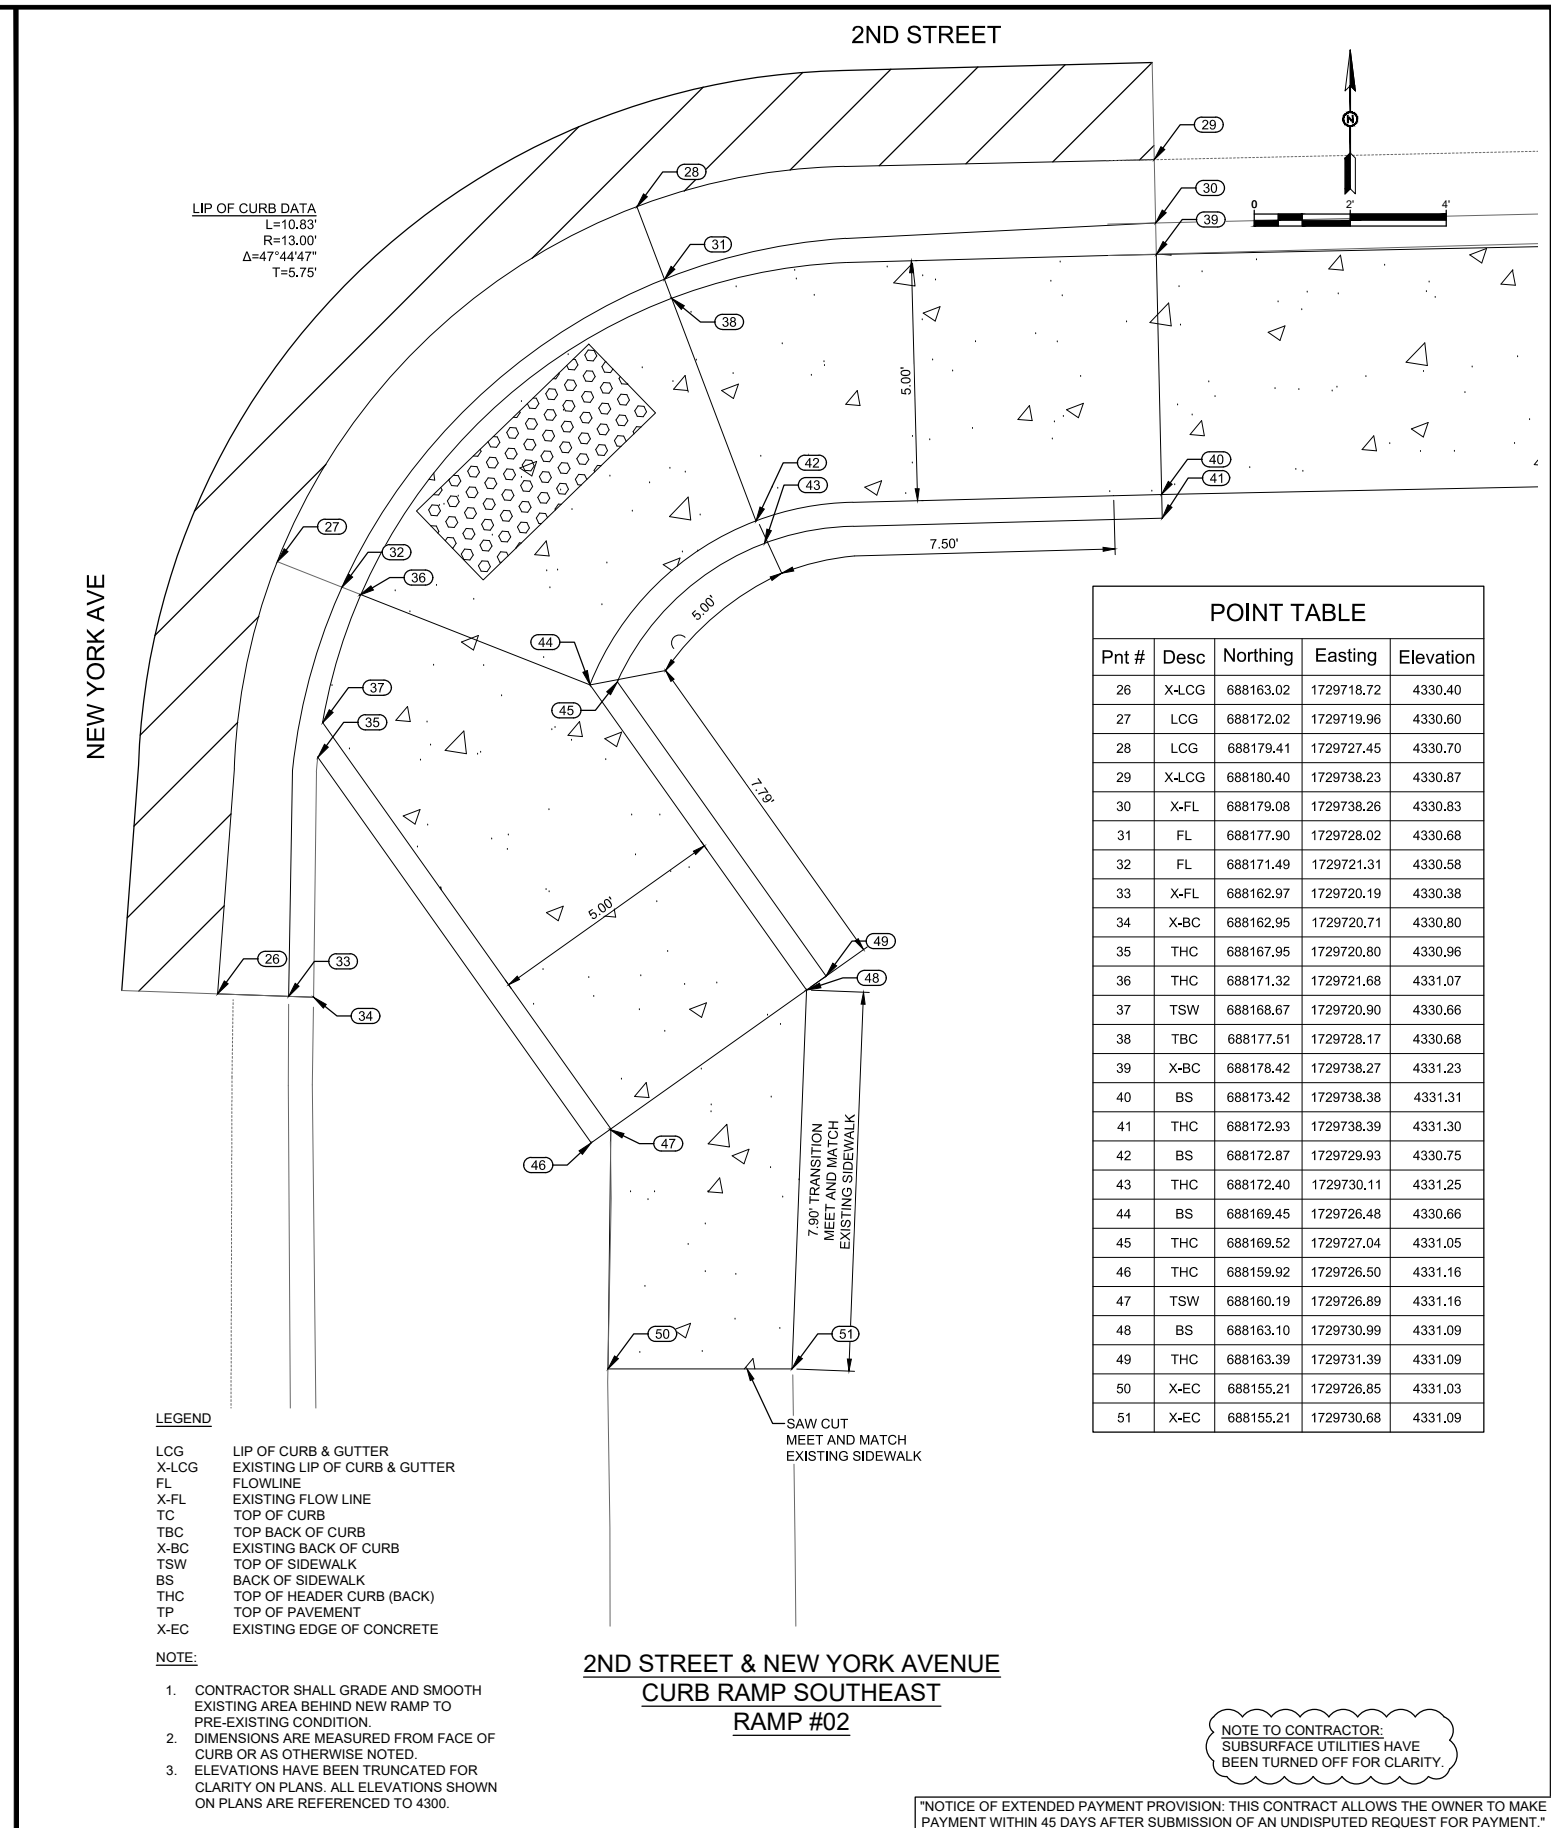 2ND STREET
29
28
30
0 2' 4'
39
31
LIP OF CURB DATA
L=10.83'
R=13.00'
Δ=47°44'47"
T=5.75'
N
38
5.00'
42
40
43
41
27
7.50'
32
36
NEW YORK AVE
5.00'
44
37
45
35
7.79'
5.00'
49
26
33
48
34
47
46
7.90' TRANSITION
MEET AND MATCH
EXISTING SIDEWALK
50
51
SAW CUT
MEET AND MATCH
EXISTING SIDEWALK
POINT TABLE
Pnt # Desc Northing Easting Elevation
26 X-LCG 688163.02 1729718.72 4330.40
27 LCG 688172.02 1729719.96 4330.60
28 LCG 688179.41 1729727.45 4330.70
29 X-LCG 688180.40 1729738.23 4330.87
30 X-FL 688179.08 1729738.26 4330.83
31 FL 688177.90 1729728.02 4330.68
32 FL 688171.49 1729721.31 4330.58
33 X-FL 688162.97 1729720.19 4330.38
34 X-BC 688162.95 1729720.71 4330.80
35 THC 688167.95 1729720.80 4330.96
36 THC 688171.32 1729721.68 4331.07
37 TSW 688168.67 1729720.90 4330.66
38 TBC 688177.51 1729728.17 4330.68
39 X-BC 688178.42 1729738.27 4331.23
40 BS 688173.42 1729738.38 4331.31
41 THC 688172.93 1729738.39 4331.30
42 BS 688172.87 1729729.93 4330.75
43 THC 688172.40 1729730.11 4331.25
44 BS 688169.45 1729726.48 4330.66
45 THC 688169.52 1729727.04 4331.05
46 THC 688159.92 1729726.50 4331.16
47 TSW 688160.19 1729726.89 4331.16
48 BS 688163.10 1729730.99 4331.09
49 THC 688163.39 1729731.39 4331.09
50 X-EC 688155.21 1729726.85 4331.03
51 X-EC 688155.21 1729730.68 4331.09
LEGEND
LCG LIP OF CURB & GUTTER
X-LCG EXISTING LIP OF CURB & GUTTER
FL FLOWLINE
X-FL EXISTING FLOW LINE
TC TOP OF CURB
TBC TOP BACK OF CURB
X-BC EXISTING BACK OF CURB
TSW TOP OF SIDEWALK
BS BACK OF SIDEWALK
THC TOP OF HEADER CURB (BACK)
TP TOP OF PAVEMENT
X-EC EXISTING EDGE OF CONCRETE
NOTE:
1. CONTRACTOR SHALL GRADE AND SMOOTH
EXISTING AREA BEHIND NEW RAMP TO
PRE-EXISTING CONDITION.
2. DIMENSIONS ARE MEASURED FROM FACE OF
CURB OR AS OTHERWISE NOTED.
3. ELEVATIONS HAVE BEEN TRUNCATED FOR
CLARITY ON PLANS. ALL ELEVATIONS SHOWN
ON PLANS ARE REFERENCED TO 4300.
2ND STREET & NEW YORK AVENUE
CURB RAMP SOUTHEAST
RAMP #02
NOTE TO CONTRACTOR:
SUBSURFACE UTILITIES HAVE
BEEN TURNED OFF FOR CLARITY.
"NOTICE OF EXTENDED PAYMENT PROVISION: THIS CONTRACT ALLOWS THE OWNER TO MAKE
PAYMENT WITHIN 45 DAYS AFTER SUBMISSION OF AN UNDISPUTED REQUEST FOR PAYMENT."